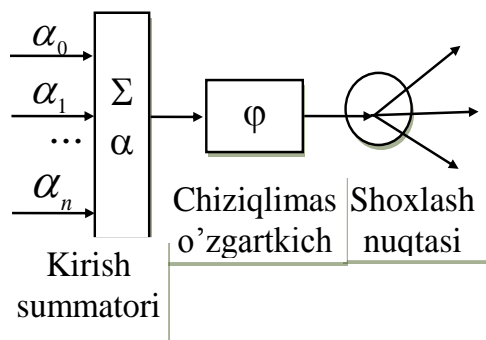 α₀
α₁
...
αₙ
Σ
α
φ
Kirish
summatori
Chiziqlimas
o'zgartkich
Shoxlash
nuqtasi